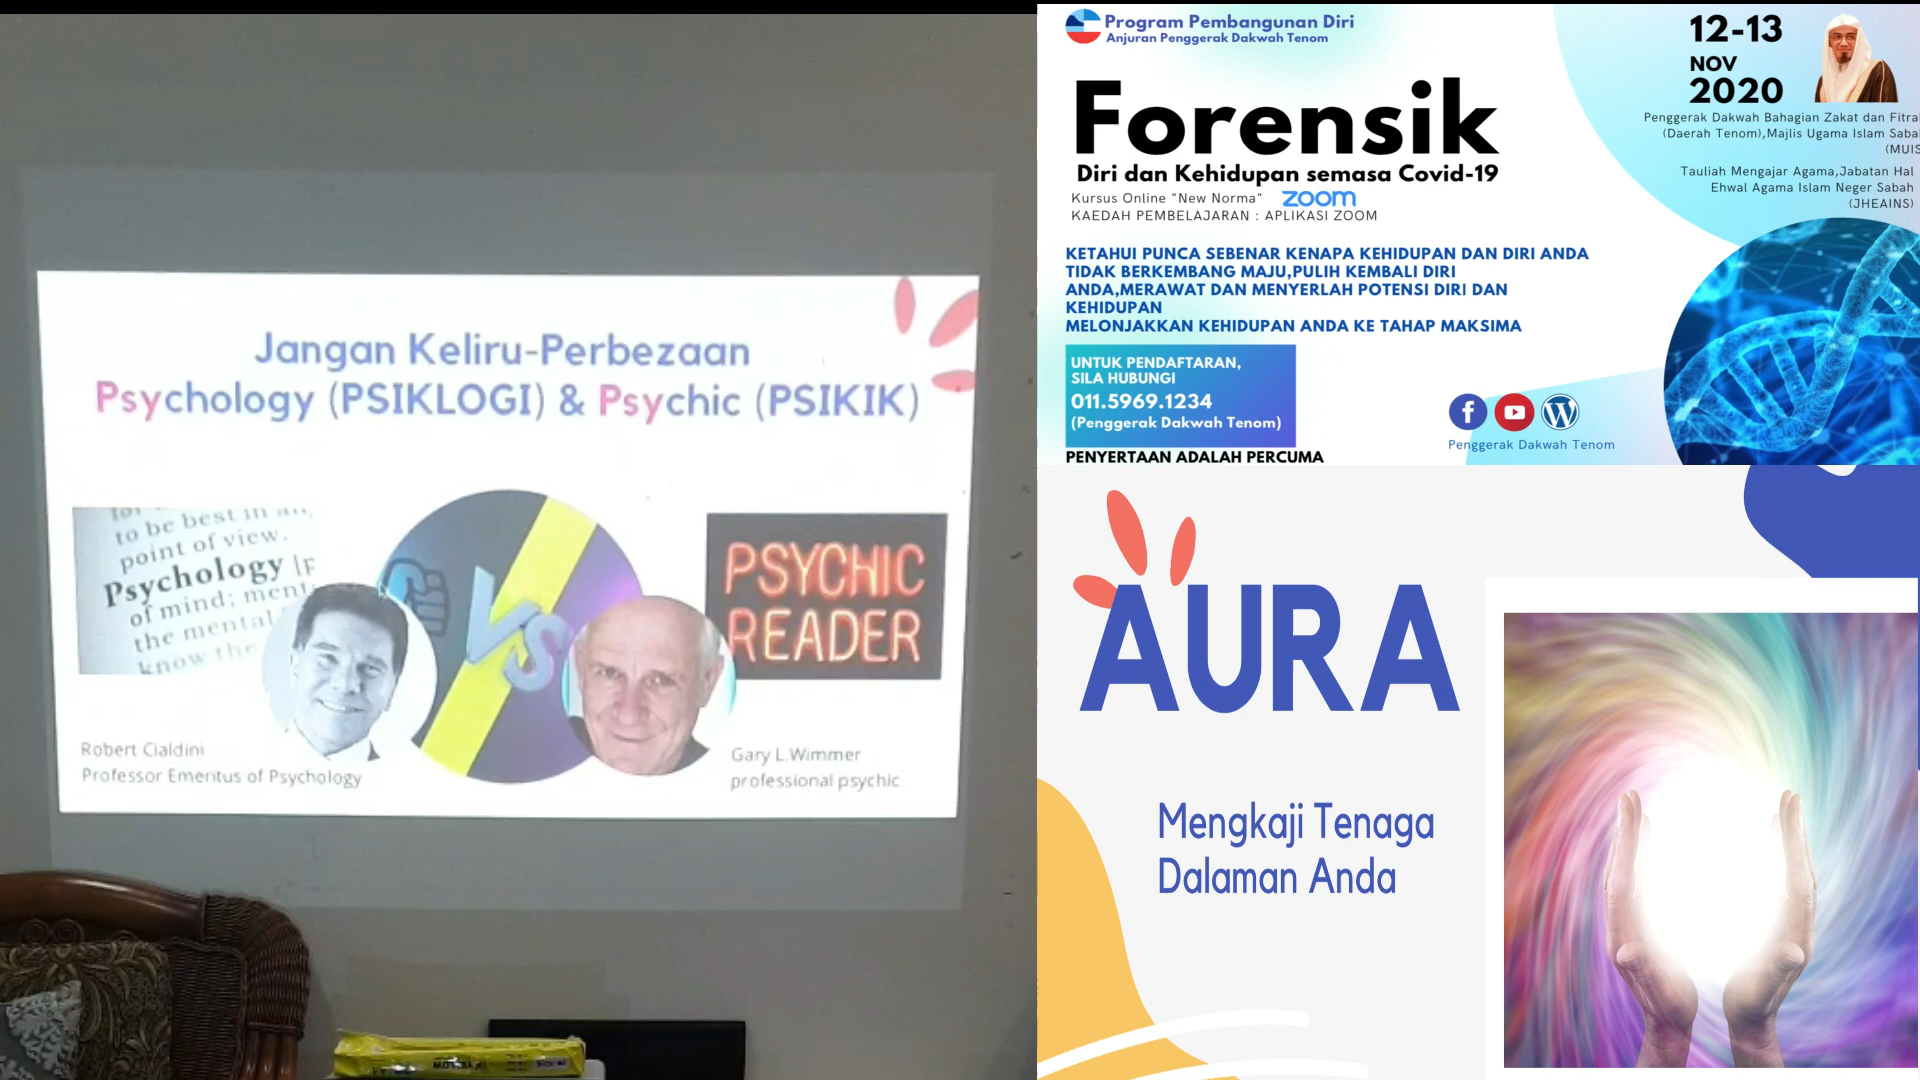 Jangan Keliru-Perbezaan
Psychology (PSIKLOGI) & Psychic (PSIKIK)
to be best in an
point of view.
Psychology
of mind; ment
the mental
know the
VS
PSYCHIC
READER
Robert Cialdini
Professor Emeritus of Psychology
Gary L.Wimmer
professional psychic
Program Pembangunan Diri
Anjuran Penggerak Dakwah Tenom
12-13
NOV
2020
Forensik
Diri dan Kehidupan semasa Covid-19
Kursus Online "New Norma" zoom
KAEDAH PEMBELAJARAN : APLIKASI ZOOM
Penggerak Dakwah Bahagian Zakat dan Fitra
(Daerah Tenom),Majlis Ugama Islam Saba
(MUIS
Tauliah Mengajar Agama,Jabatan Hal
Ehwal Agama Islam Neger Sabah
(JHEAINS)
KETAHUI PUNCA SEBENAR KENAPA KEHIDUPAN DAN DIRI ANDA
TIDAK BERKEMBANG MAJU,PULIH KEMBALI DIRI
ANDA,MERAWAT DAN MENYERLAH POTENSI DIRI DAN
KEHIDUPAN
MELONJAKKAN KEHIDUPAN ANDA KE TAHAP MAKSIMA
UNTUK PENDAFTARAN,
SILA HUBUNGI
011.5969.1234
(Penggerak Dakwah Tenom)
Penggerak Dakwah Tenom
PENYERTAAN ADALAH PERCUMA
AURA
Mengkaji Tenaga
Dalaman Anda